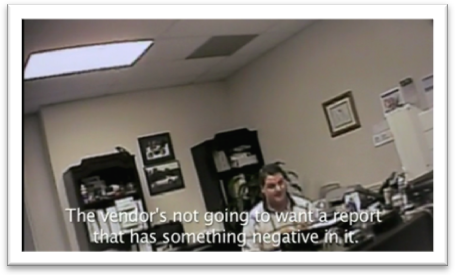 The vendor's not going to want a report
that has something negative in it.